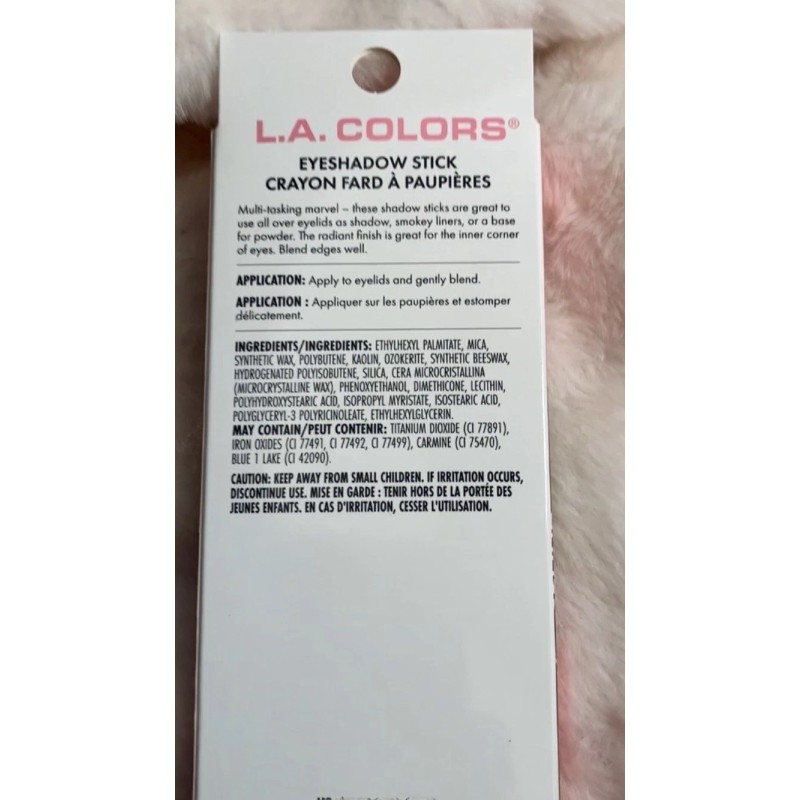 L.A. COLORS®
EYESHADOW STICK
CRAYON FARD À PAUPIÈRES
Multi-tasking marvel – these shadow sticks are great to
use all over eyelids as shadow, smokey liners, or a base
for powder. The radiant finish is great for the inner corner
of eyes. Blend edges well.
APPLICATION: Apply to eyelids and gently blend.
APPLICATION : Appliquer sur les paupières et estomper
délicatement.
INGREDIENTS/INGREDIENTS: ETHYLHEXYL PALMITATE, MICA,
SYNTHETIC WAX, POLYBUTENE, KAOLIN, OZOKERITE, SYNTHETIC BEESWAX,
HYDROGENATED POLYISOBUTENE, SILICA, CERA MICROCRISTALLINA
(MICROCRYSTALLINE WAX), PHENOXYETHANOL, DIMETHICONE, LECITHIN,
POLYHYDROXYSTEARIC ACID, ISOPROPYL MYRISTATE, ISOSTEARIC ACID,
POLYGLYCERYL-3 POLYRICINOLEATE, ETHYLHEXYLGLYCERIN.
MAY CONTAIN/PEUT CONTENIR: TITANIUM DIOXIDE (CI 77891),
IRON OXIDES (CI 77491, CI 77492, CI 77499), CARMINE (CI 75470),
BLUE 1 LAKE (CI 42090).
CAUTION: KEEP AWAY FROM SMALL CHILDREN. IF IRRITATION OCCURS,
DISCONTINUE USE. MISE EN GARDE : TENIR HORS DE LA PORTÉE DES
JEUNES ENFANTS. EN CAS D'IRRITATION, CESSER L'UTILISATION.